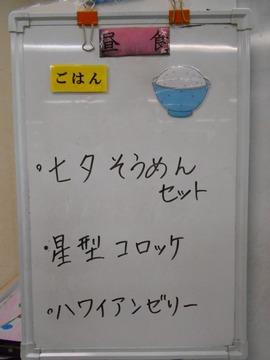 昼食
ごはん
・七夕そうめん
セット
・星型コロッケ
・ハワイアンゼリー